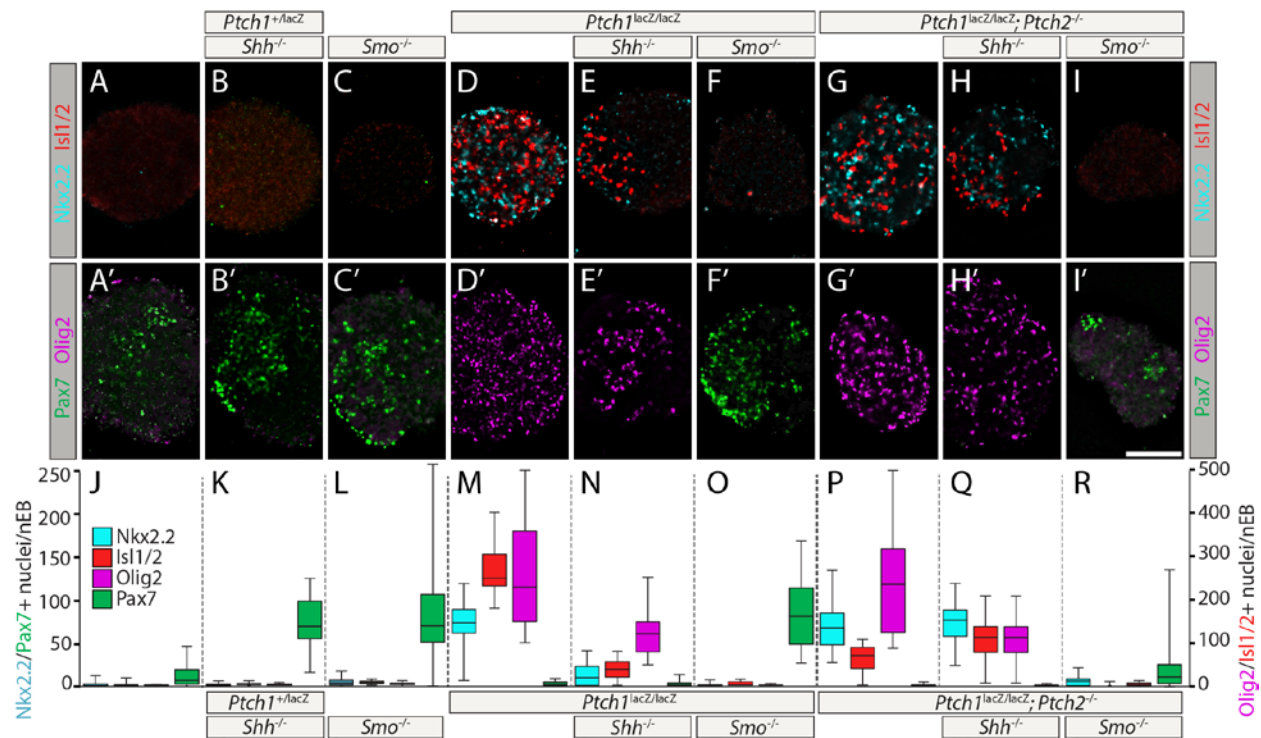 Ptch1+/lacZ Ptch1lacZ/lacZ Ptch1lacZ/lacZ; Ptch2-/-
Shh-/- Smo-/- Shh-/- Smo-/- Shh-/- Smo-/-
Nkx2.2 Isl1/2
A B C D E F G H I
Nkx2.2 Isl1/2
Pax7 Olig2
A' B' C' D' E' F' G' H' I'
Pax7 Olig2
Nkx2.2/Pax7+ nuclei/nEB
250
200
150
100
50
0
J K L M N O P Q R
Nkx2.2
Isl1/2
Olig2
Pax7
500
400
300
200
100
0
Olig2/Isl1/2+ nuclei/nEB
Ptch1+/lacZ Ptch1lacZ/lacZ Ptch1lacZ/lacZ; Ptch2-/-
Shh-/- Smo-/- Shh-/- Smo-/- Shh-/- Smo-/-